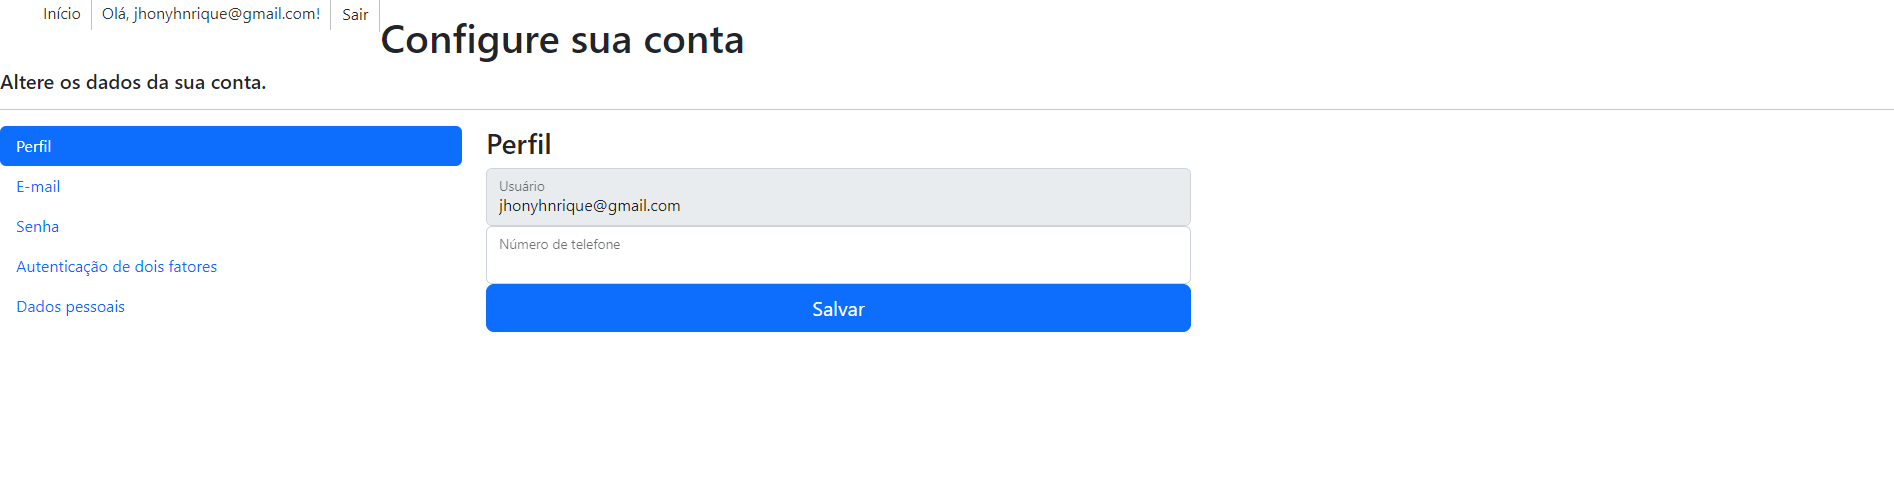 Início Olá, jhonyhnrique@gmail.com! Sair
Configure sua conta
Altere os dados da sua conta.
Perfil
E-mail
Senha
Autenticação de dois fatores
Dados pessoais
Perfil
Usuário
jhonyhnrique@gmail.com
Número de telefone
Salvar